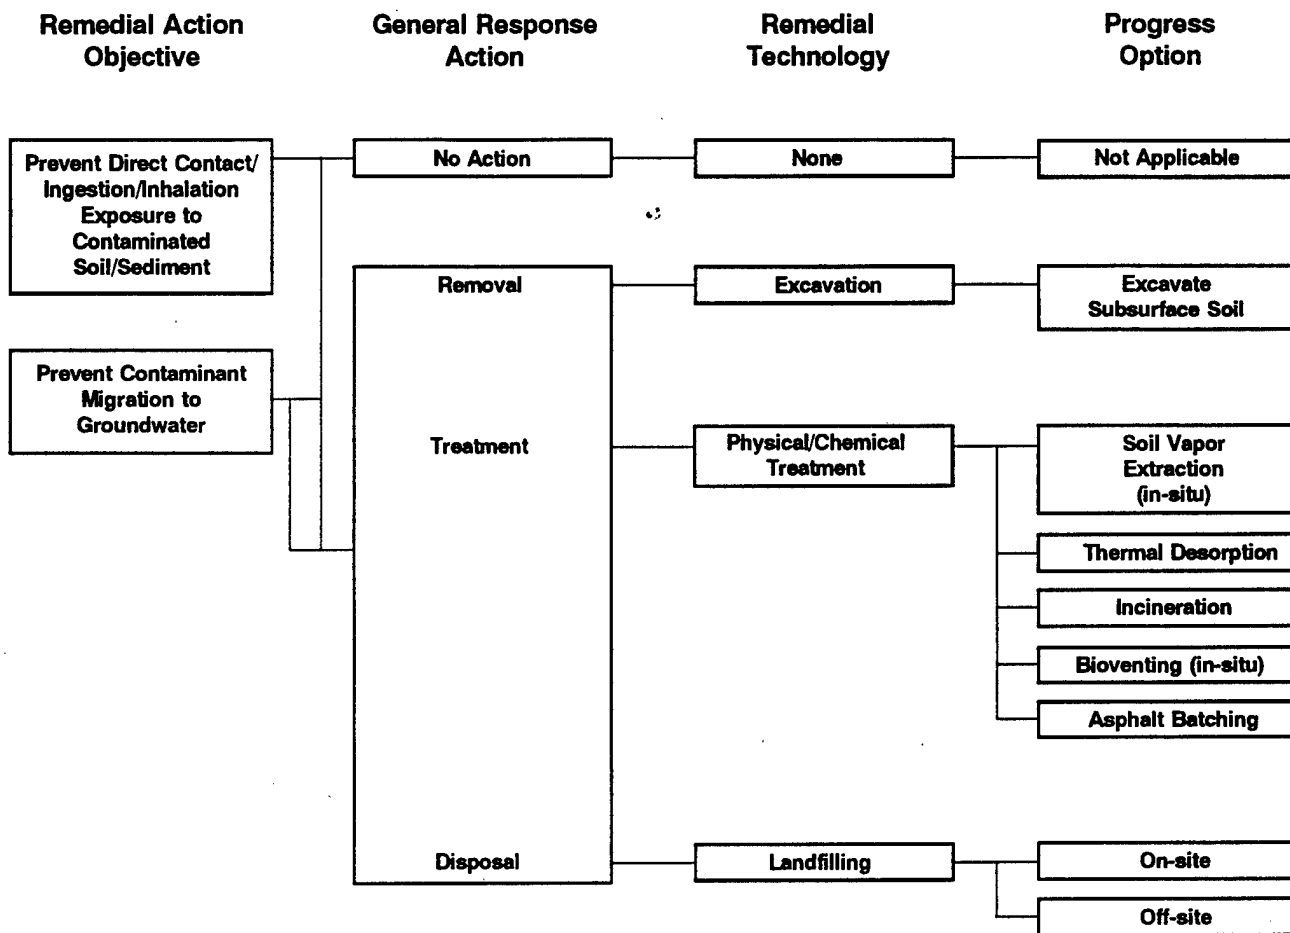 Remedial Action
Objective
General Response
Action
Remedial
Technology
Progress
Option
Prevent Direct Contact/
Ingestion/Inhalation
Exposure to
Contaminated
Soil/Sediment
No Action
None
Not Applicable
Removal
Excavation
Excavate
Subsurface Soil
Prevent Contaminant
Migration to
Groundwater
Treatment
Physical/Chemical
Treatment
Soil Vapor
Extraction
(in-situ)
Thermal Desorption
Incineration
Bioventing (in-situ)
Asphalt Batching
Disposal
Landfilling
On-site
Off-site